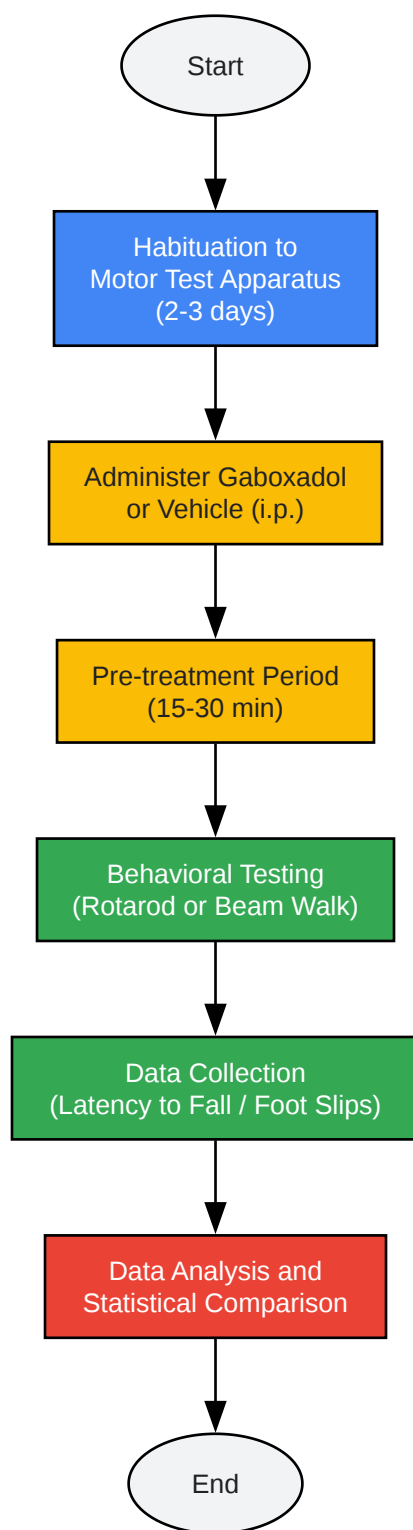 Start
Habituation to
Motor Test Apparatus
(2-3 days)
Administer Gaboxadol
or Vehicle (i.p.)
Pre-treatment Period
(15-30 min)
Behavioral Testing
(Rotarod or Beam Walk)
Data Collection
(Latency to Fall / Foot Slips)
Data Analysis and
Statistical Comparison
End